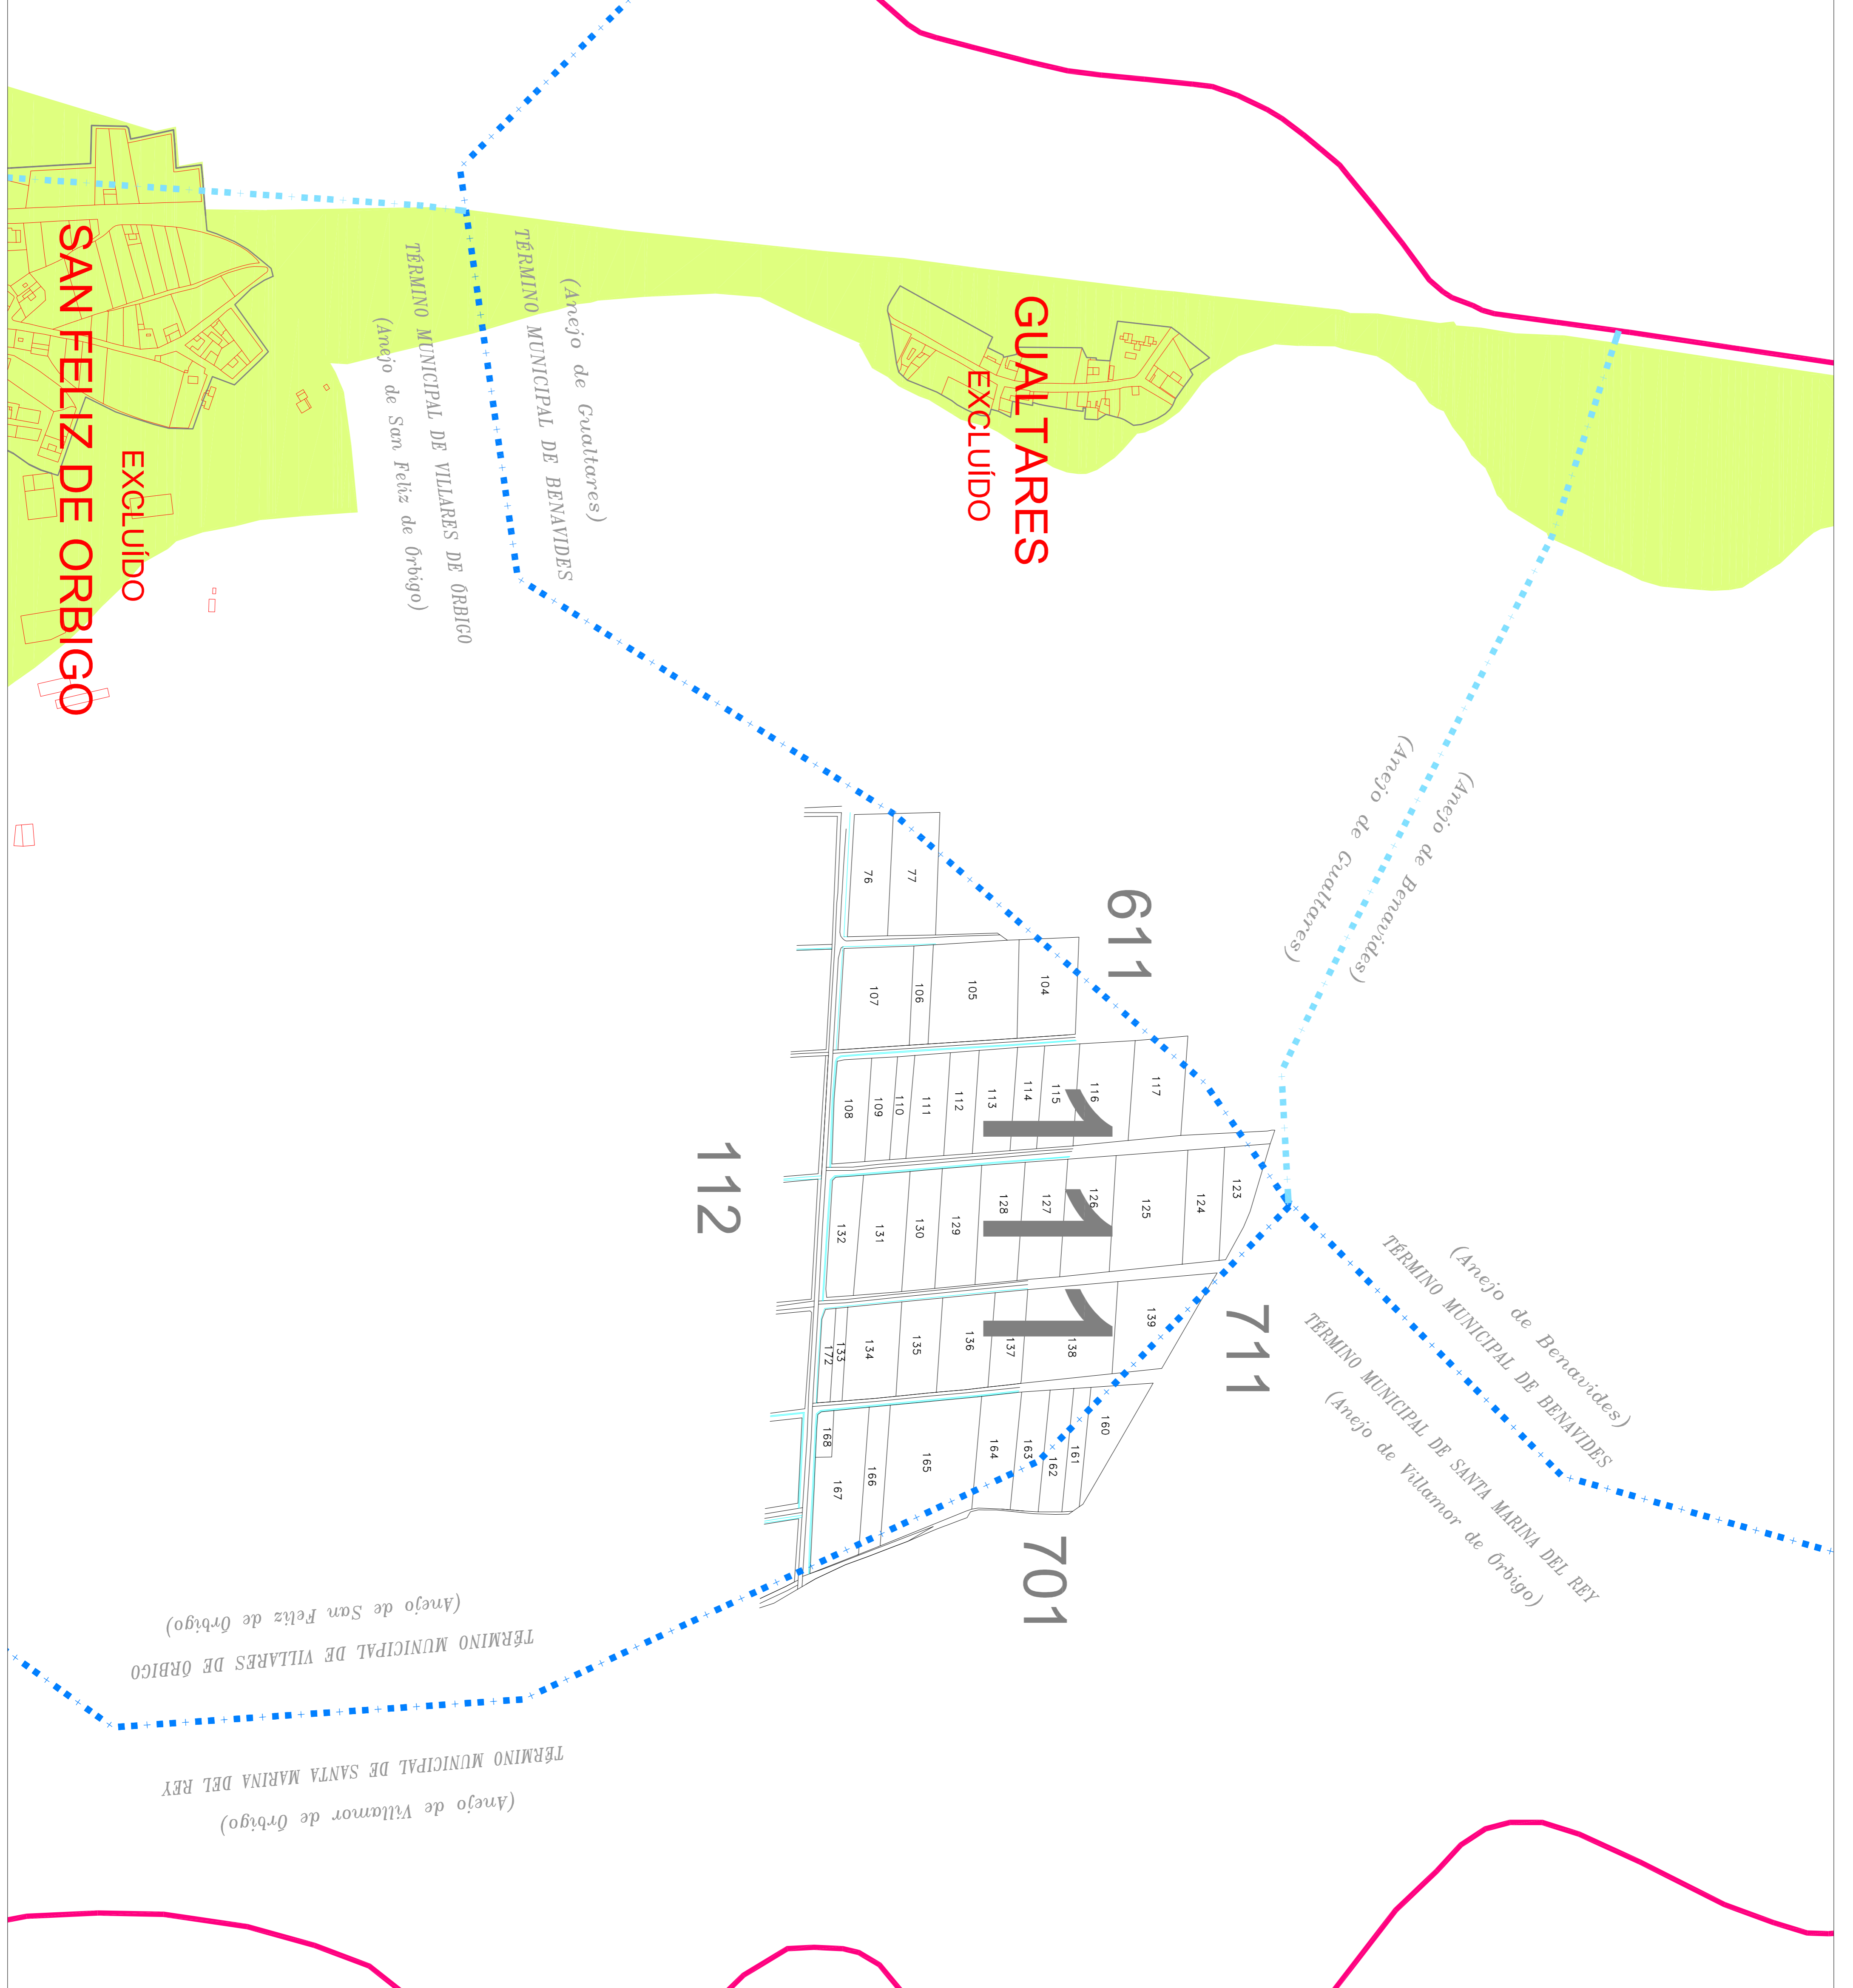 SAN FELIZ DE ORBIGO
EXCLUÍDO
GUALTARES
EXCLUÍDO
(Anejo de Gualtares)
TÉRMINO MUNICIPAL DE BENAVIDES
TÉRMINO MUNICIPAL DE VILLARES DE ÓRBIGO
(Anejo de San Feliz de Órbigo)
(Anejo de Benavides)
(Anejo de Gualtares)
611
76
77
107
106
105
104
108
109
110
111
112
113
114
115
116
117
111
112
132
131
130
129
128
127
126
125
124
123
172
133
134
135
136
137
138
139
711
168
167
166
165
164
163
162
161
160
701
(Anejo de Benavides)
TÉRMINO MUNICIPAL DE BENAVIDES
TÉRMINO MUNICIPAL DE SANTA MARINA DEL REY
(Anejo de Villamor de Órbigo)
(Anejo de San Feliz de Órbigo)
TÉRMINO MUNICIPAL DE VILLARES DE ÓRBIGO
TÉRMINO MUNICIPAL DE SANTA MARINA DEL REY
(Anejo de Villamor de Órbigo)